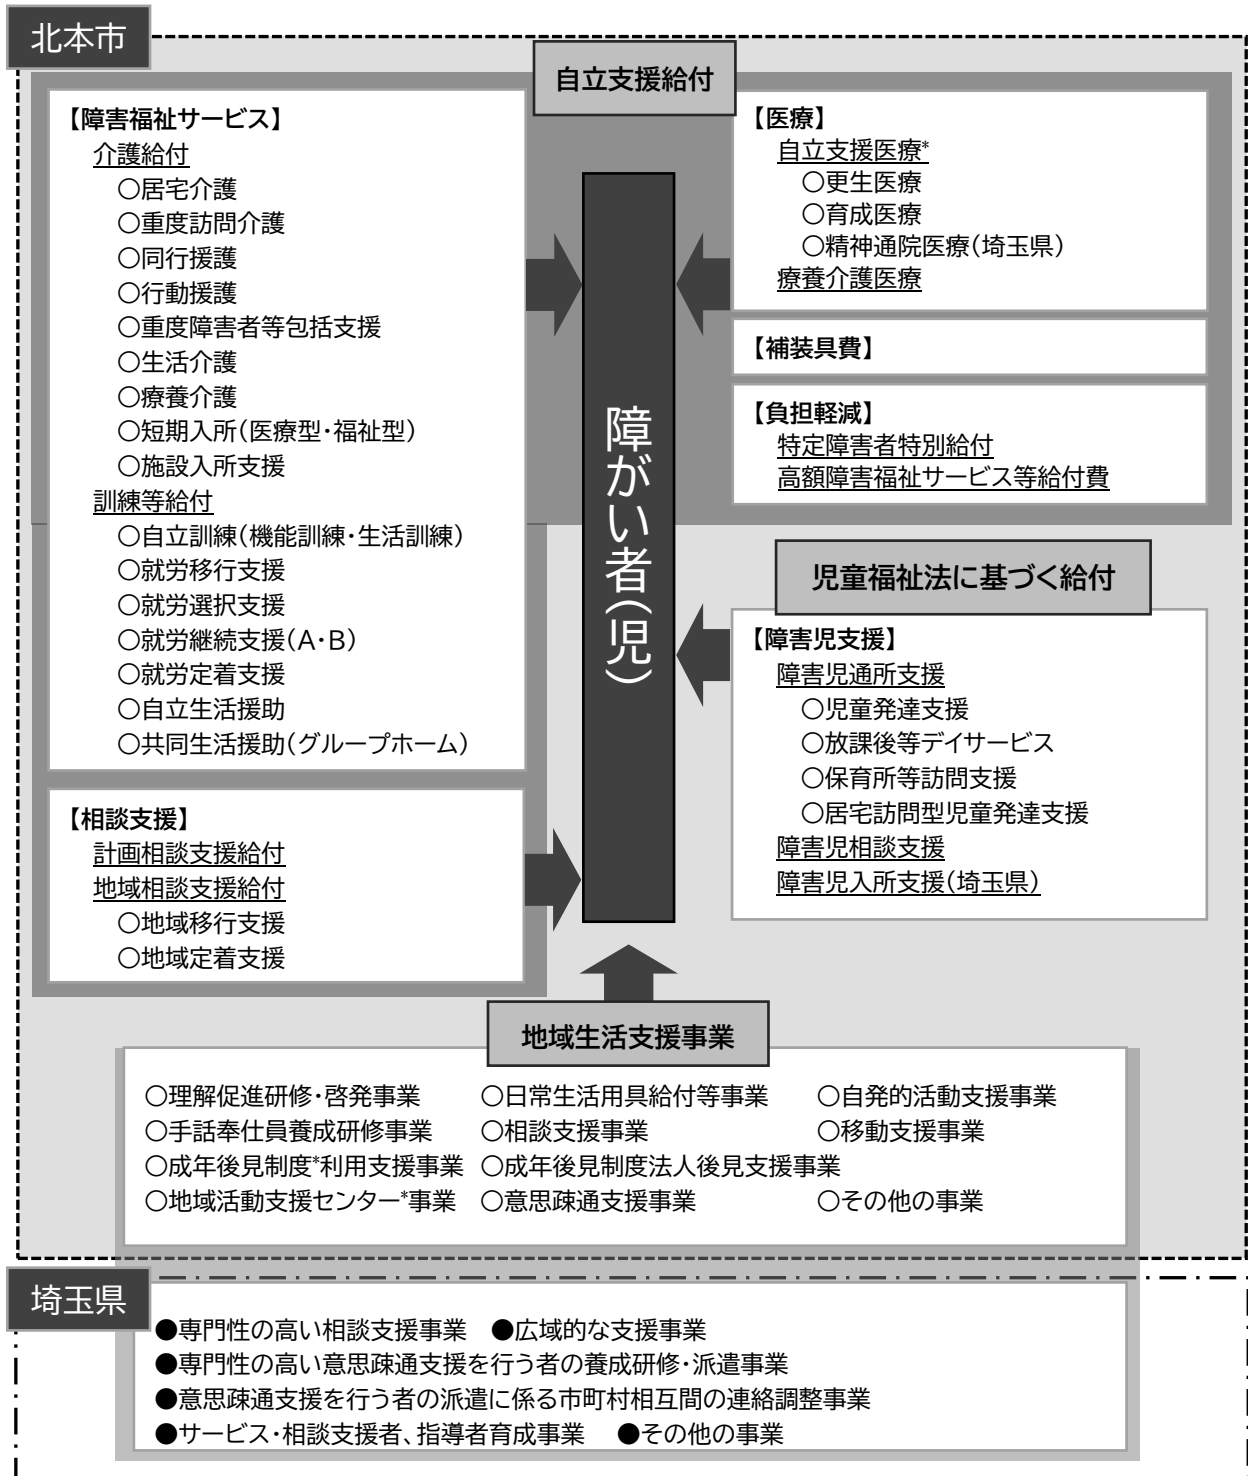 北本市
自立支援給付
【障害福祉サービス】
介護給付
○居宅介護
○重度訪問介護
○同行援護
○行動援護
○重度障害者等包括支援
○生活介護
○療養介護
○短期入所(医療型・福祉型)
○施設入所支援
訓練等給付
○自立訓練(機能訓練・生活訓練)
○就労移行支援
○就労選択支援
○就労継続支援(A・B)
○就労定着支援
○自立生活援助
○共同生活援助(グループホーム)
【相談支援】
計画相談支援給付
地域相談支援給付
○地域移行支援
○地域定着支援
障がい者(児)
【医療】
自立支援医療*
○更生医療
○育成医療
○精神通院医療(埼玉県)
療養介護医療
【補装具費】
【負担軽減】
特定障害者特別給付
高額障害福祉サービス等給付費
児童福祉法に基づく給付
【障害児支援】
障害児通所支援
○児童発達支援
○放課後等デイサービス
○保育所等訪問支援
○居宅訪問型児童発達支援
障害児相談支援
障害児入所支援(埼玉県)
地域生活支援事業
○理解促進研修・啓発事業 ○日常生活用具給付等事業 ○自発的活動支援事業
○手話奉仕員養成研修事業 ○相談支援事業 ○移動支援事業
○成年後見制度*利用支援事業 ○成年後見制度法人後見支援事業
○地域活動支援センター*事業 ○意思疎通支援事業 ○その他の事業
埼玉県
●専門性の高い相談支援事業 ●広域的な支援事業
●専門性の高い意思疎通支援を行う者の養成研修・派遣事業
●意思疎通支援を行う者の派遣に係る市町村相互間の連絡調整事業
●サービス・相談支援者、指導者育成事業 ●その他の事業